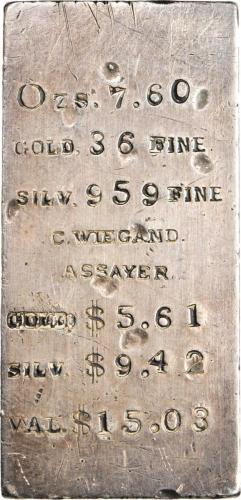 Ozs. 7.60
GOLD. 36 FINE
SILV. 959 FINE
C. WIEGAND.
ASSAYER
GOLD $5.61
SILV. $9.42
VAL. $15.03